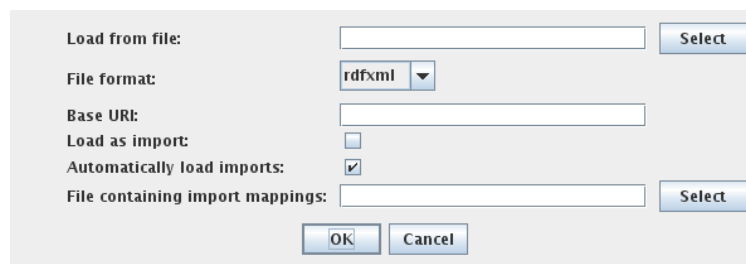 Load from file: Select
File format: rdfxml
Base URI:
Load as import:
Automatically load imports:
File containing import mappings: Select
OK Cancel